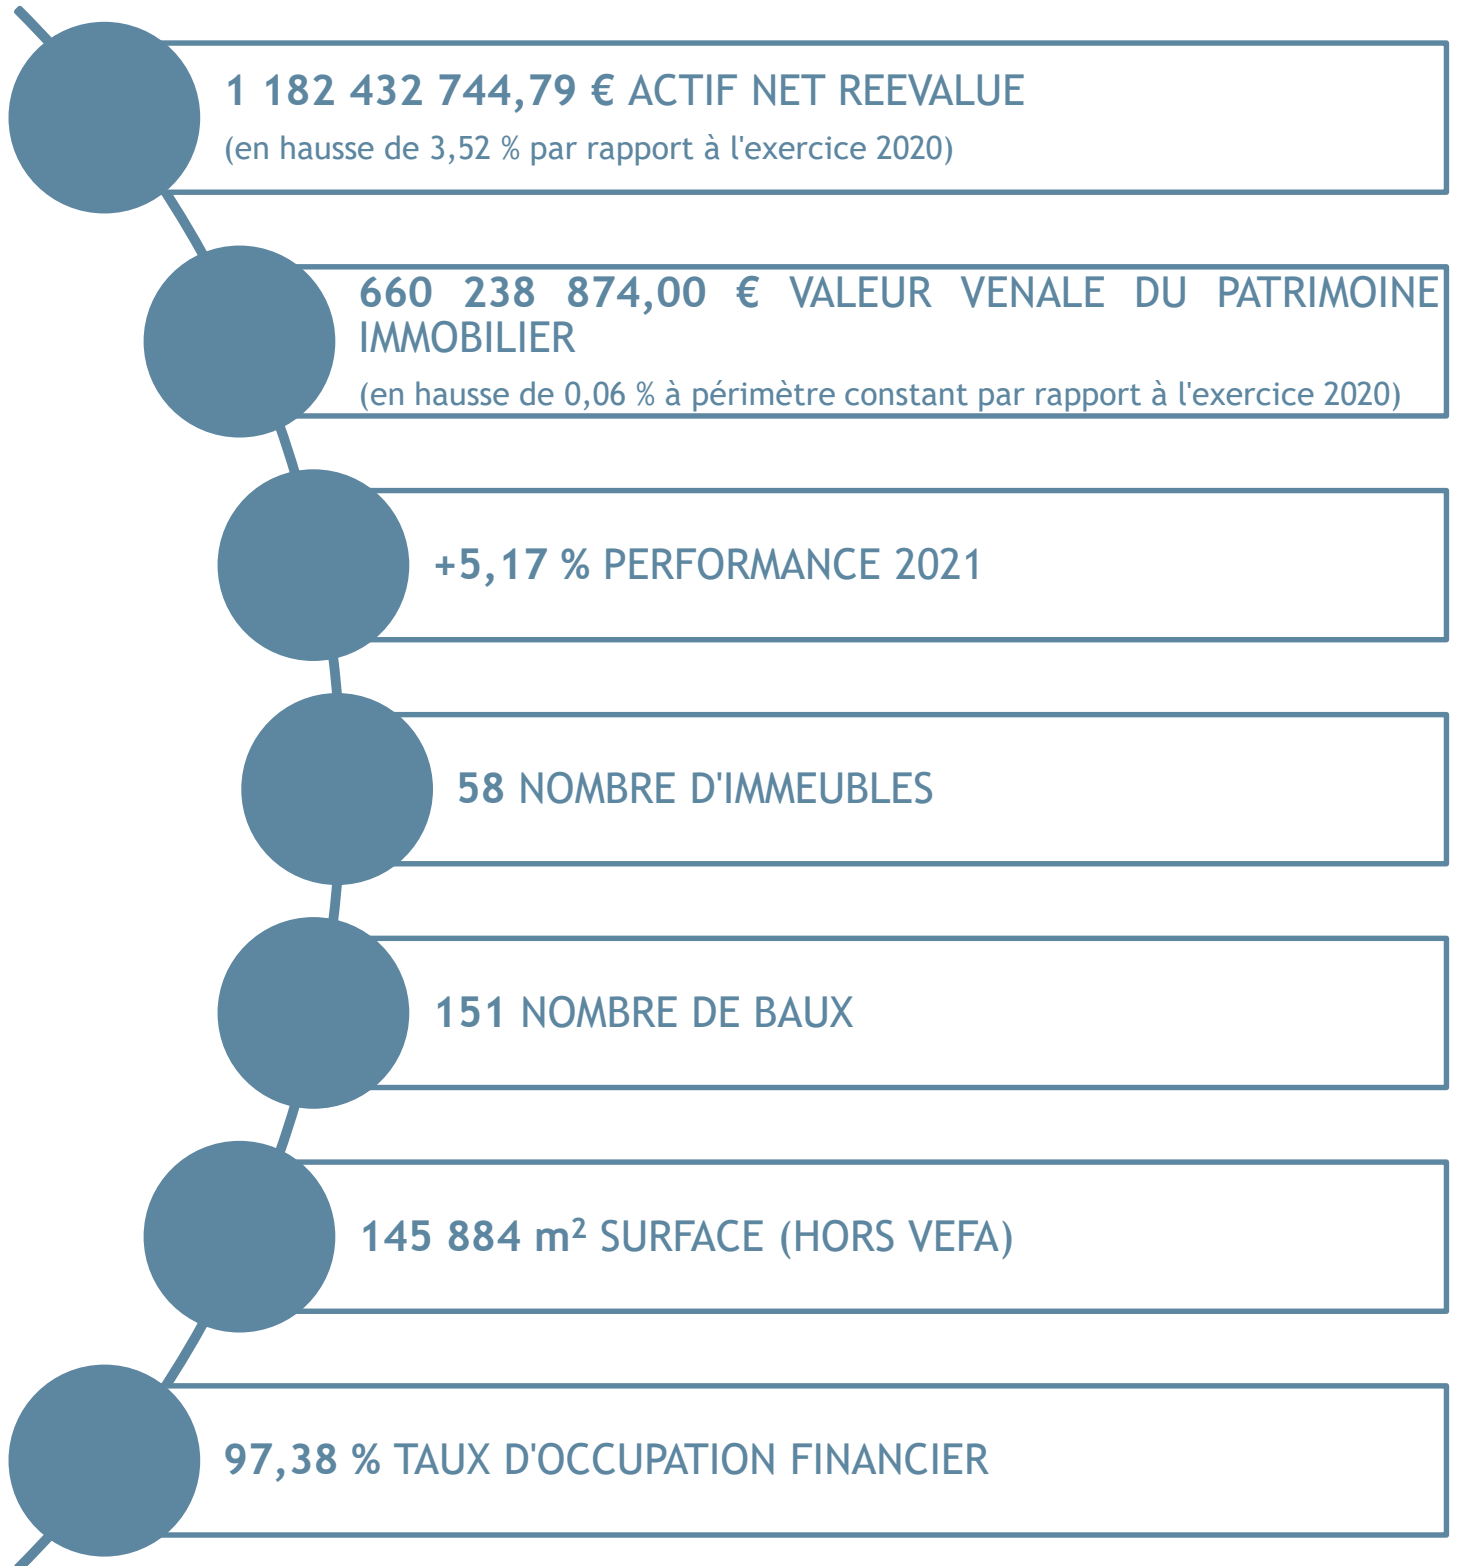 1 182 432 744,79 € ACTIF NET REEVALUE
(en hausse de 3,52 % par rapport à l'exercice 2020)
660 238 874,00 € VALEUR VENALE DU PATRIMOINE
IMMOBILIER
(en hausse de 0,06 % à périmètre constant par rapport à l'exercice 2020)
+5,17 % PERFORMANCE 2021
58 NOMBRE D'IMMEUBLES
151 NOMBRE DE BAUX
145 884 m² SURFACE (HORS VEFA)
97,38 % TAUX D'OCCUPATION FINANCIER